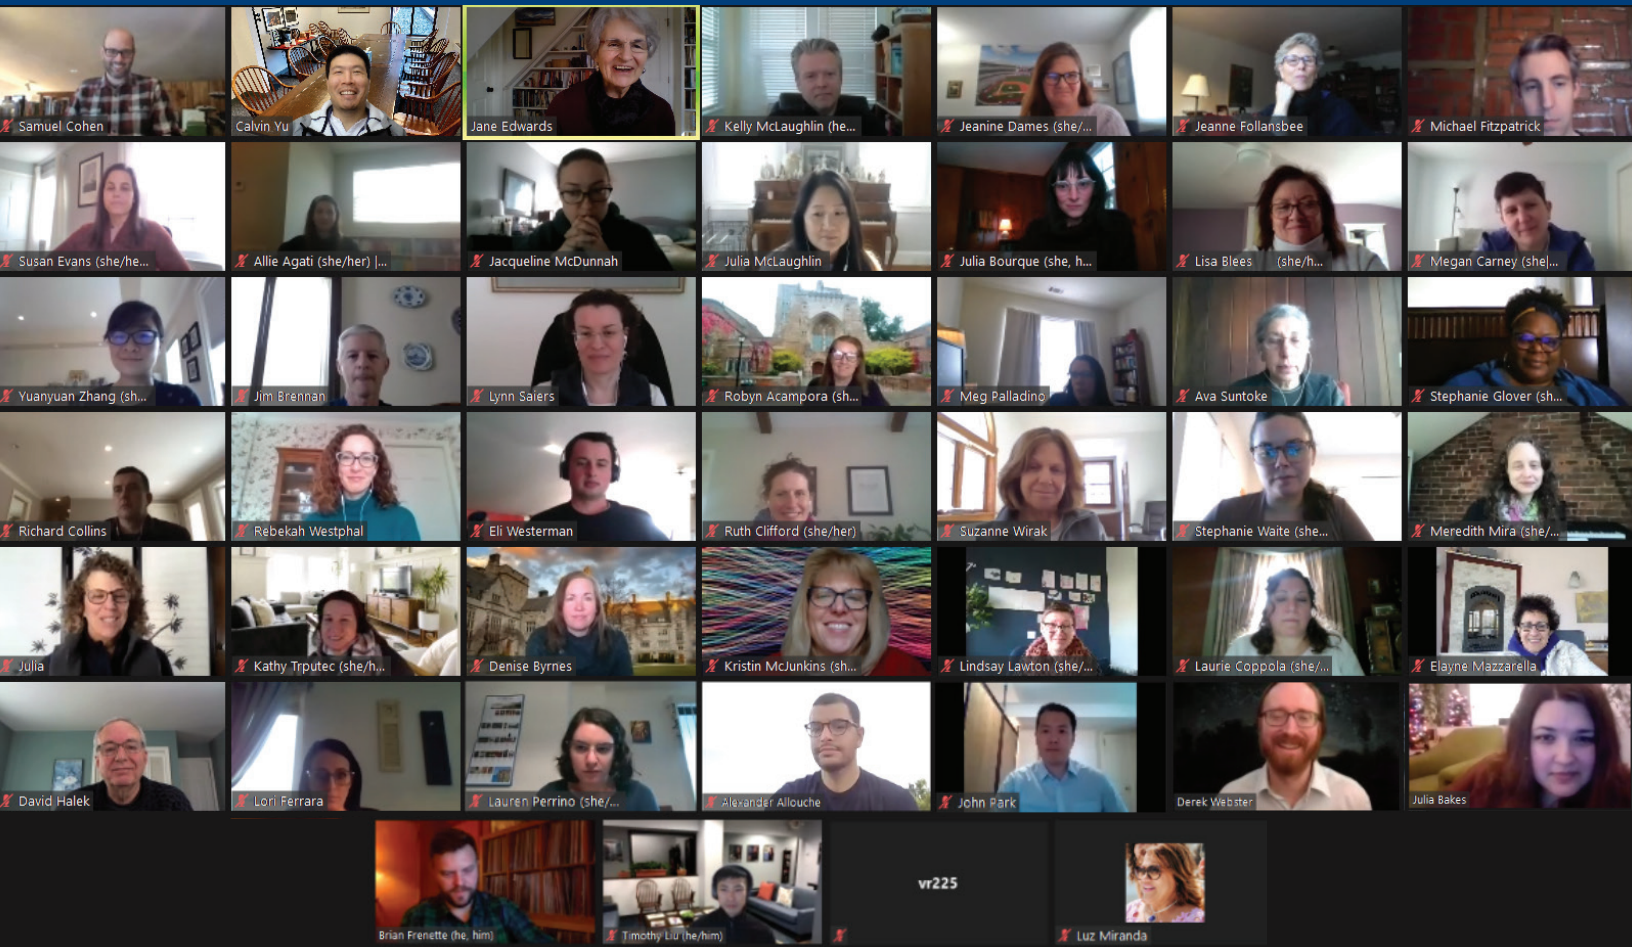 Samuel Cohen
Calvin Yu
Jane Edwards
Kelly McLaughlin (he...
Jeanine Dames (she/...
Jeanne Follansbee
Michael Fitzpatrick
Susan Evans (she/he...
Allie Agati (she/her) |...
Jacqueline McDunnah
Julia McLaughlin
Julia Bourque (she, h...
Lisa Blees (she/h...
Megan Carney (she|...
Yuanyuan Zhang (sh...
Jim Brennan
Lynn Saiers
Robyn Acampora (sh...
Meg Palladino
Ava Suntoke
Stephanie Glover (sh...
Richard Collins
Rebekah Westphal
Eli Westerman
Ruth Clifford (she/her)
Suzanne Wirak
Stephanie Waite (she...
Meredith Mira (she/...
Julia
Kathy Trputec (she/h...
Denise Byrnes
Kristin McJunkins (sh...
Lindsay Lawton (she/...
Laurie Coppola (she/...
Elayne Mazzarella
David Halek
Lori Ferrara
Lauren Perrino (she/...
Alexander Allouche
John Park
Derek Webster
Julia Bakes
Brian Frenette (he, him)
Timothy Liu (he/him)
vr225
Luz Miranda